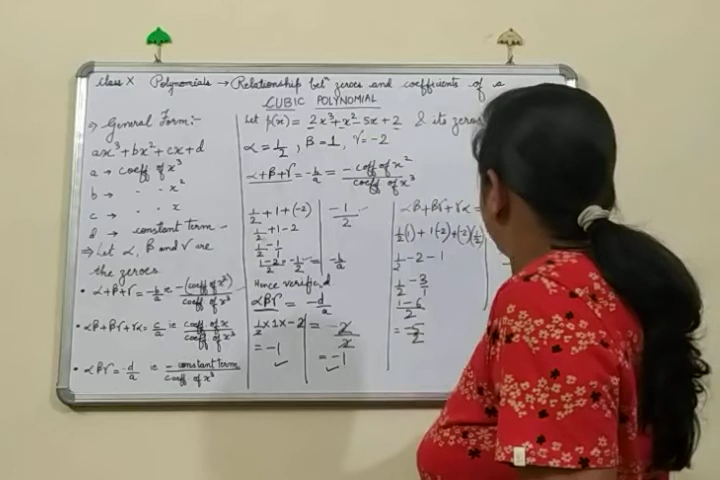 Class X Polynomials → Relationship betⁿ zeroes and coefficients of a
CUBIC POLYNOMIAL
⇒ General Form:-
ax³ + bx² + cx + d
a → coeff of x³
b → " " x²
c → " " x
d → constant term
⇒ Let α, β and γ are
the zeroes
• α+β+γ = -b/a ie -(coeff of x²)/coeff of x³
• αβ+βγ+γα = c/a ie coeff of x/coeff of x³
• αβγ = -d/a ie -constant term/coeff of x³
Let p(x) = 2x³+x²-5x+2 & its zeroes
α = 1/2, β = 1, γ = -2
α+β+γ = -b/a = -coeff of x²/coeff of x³
1/2 + 1 + (-2)
1/2 + 1 - 2
1/2 - 1/1
1-2/2 = -1/2 = -b/a
-1/2
Hence verified
αβγ = -d/a
1/2 × 1 × -2 = -2/2
= -1
= -1
αβ+βγ+γα =
1/2(1) + 1(-2) + (-2)(1/2)
1/2 - 2 - 1
1/2 - 3/1
1-6/2
= -5/2